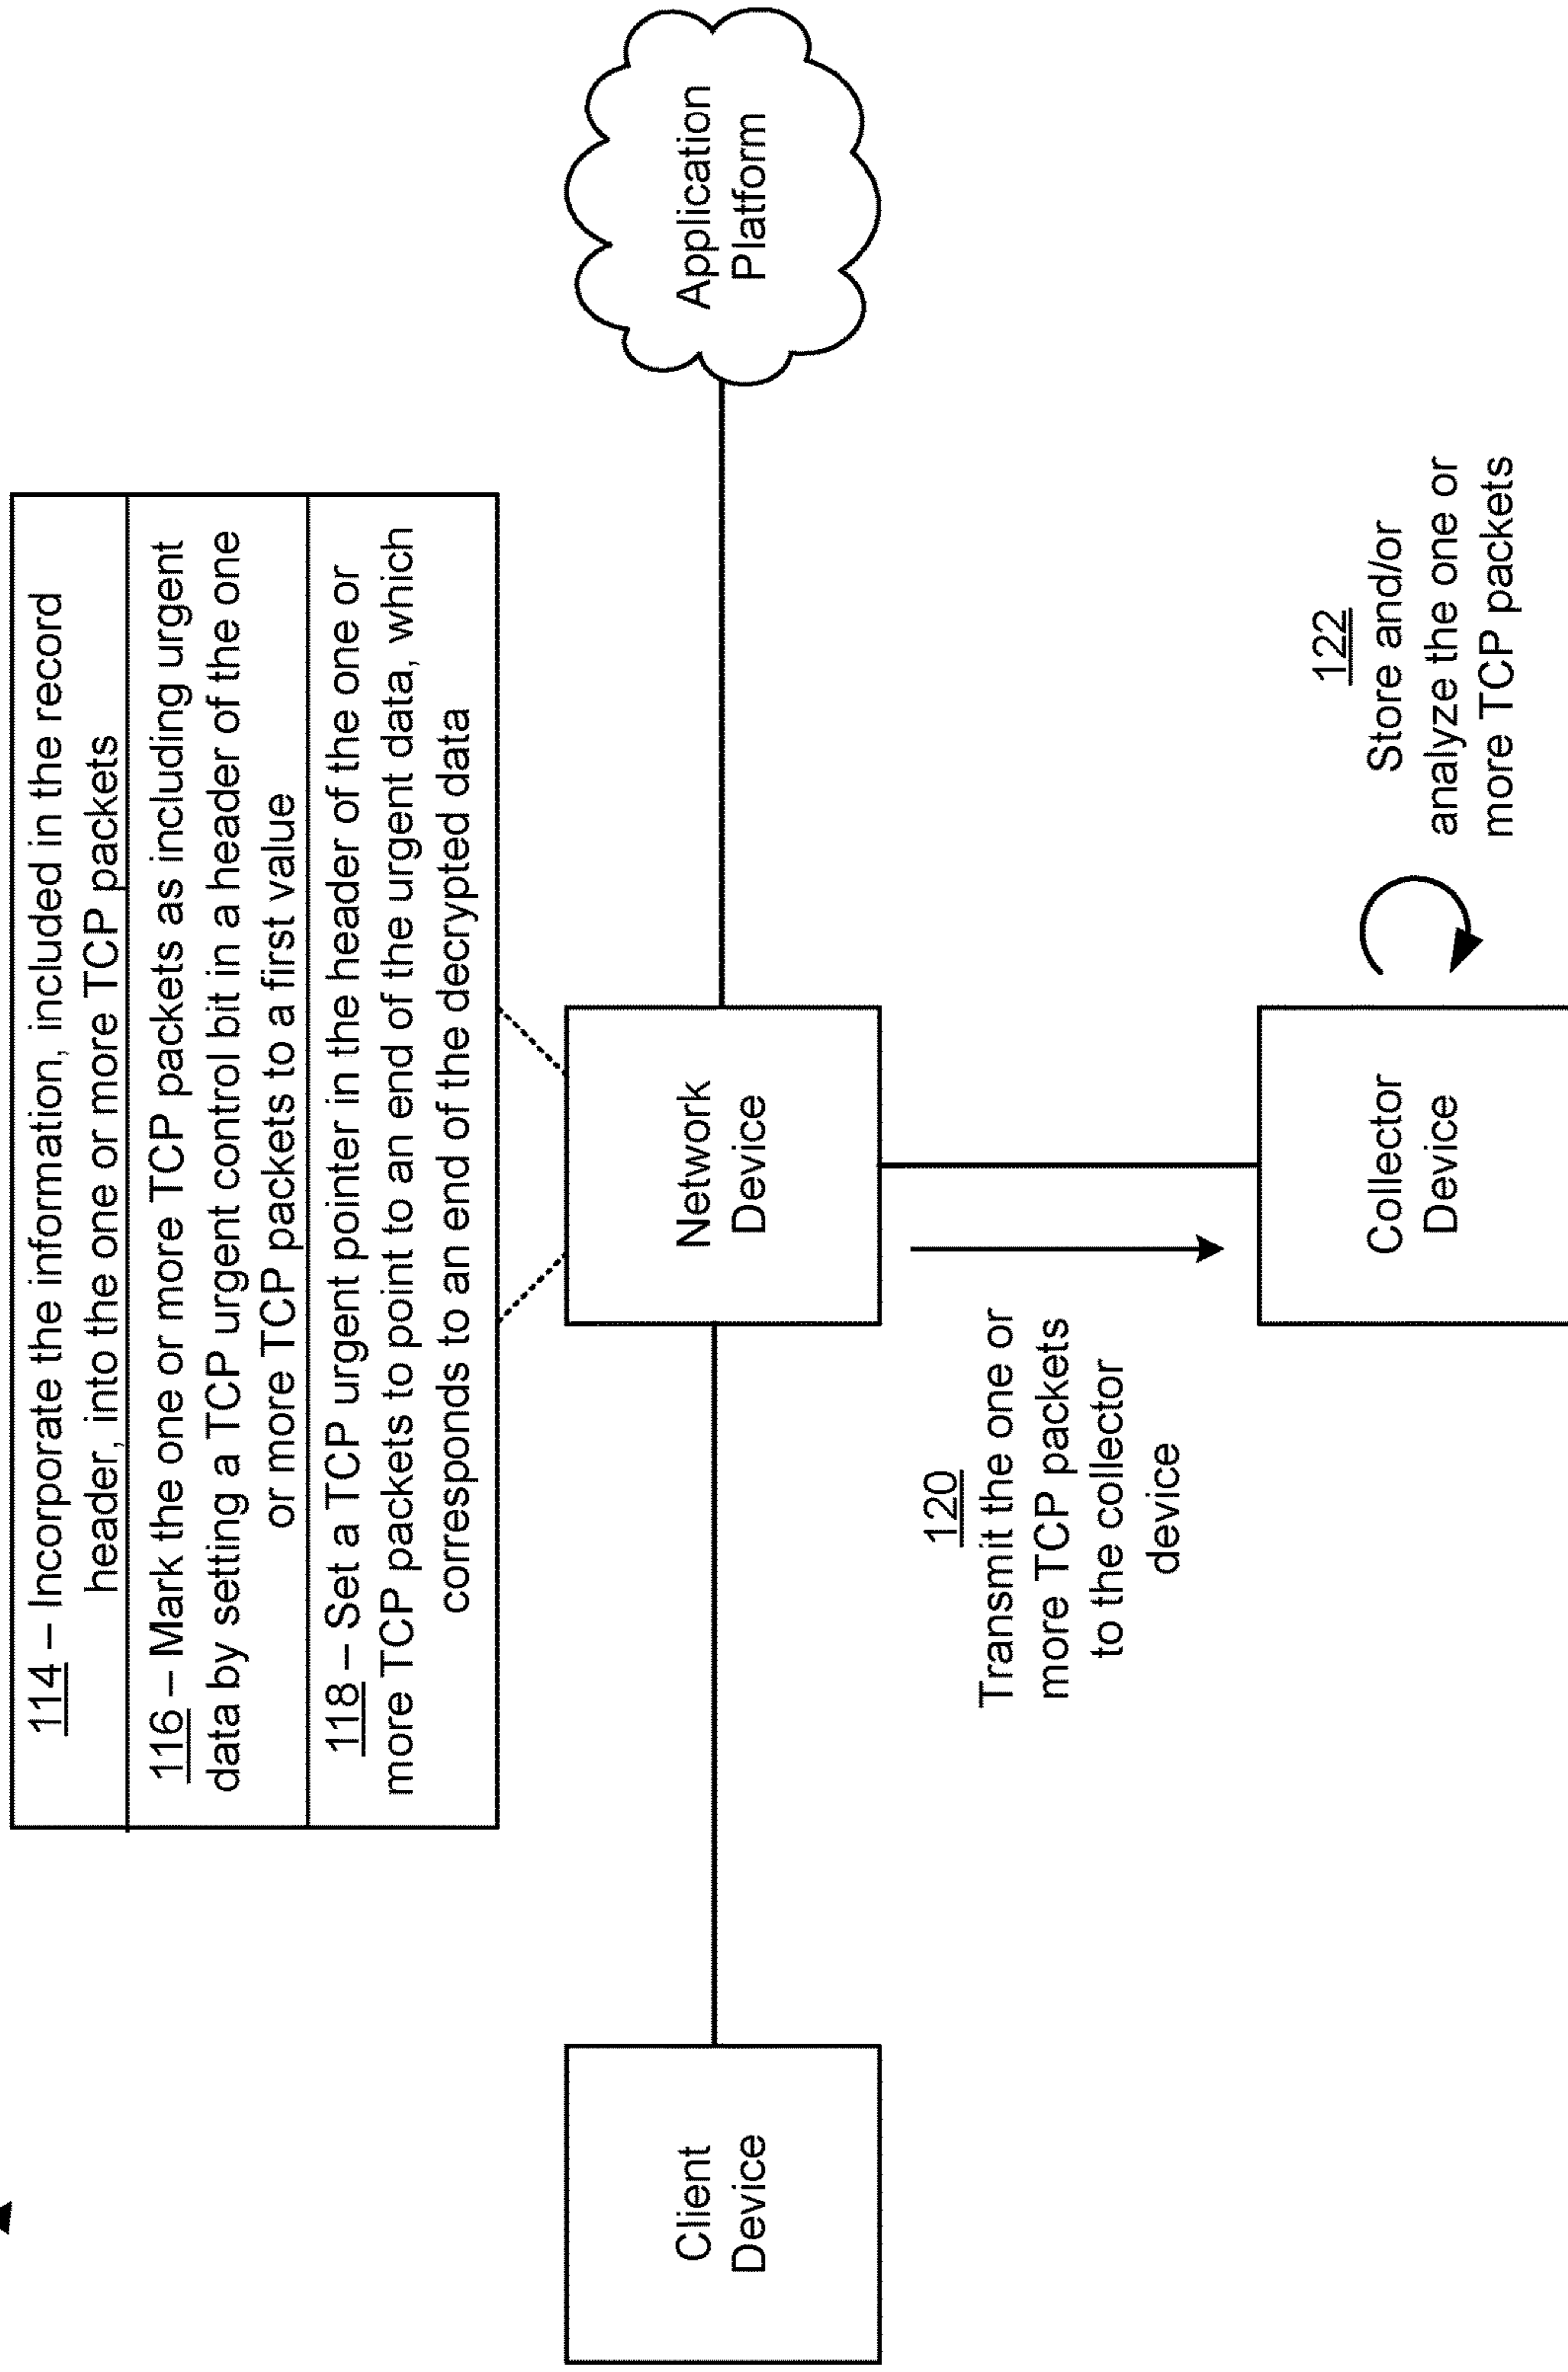 114 – Incorporate the information, included in the record
header, into the one or more TCP packets
116 – Mark the one or more TCP packets as including urgent
data by setting a TCP urgent control bit in a header of the one
or more TCP packets to a first value
118 – Set a TCP urgent pointer in the header of the one or
more TCP packets to point to an end of the urgent data, which
corresponds to an end of the decrypted data
Client
Device
Network
Device
Application
Platform
120
Transmit the one or
more TCP packets
to the collector
device
Collector
Device
122
Store and/or
analyze the one or
more TCP packets